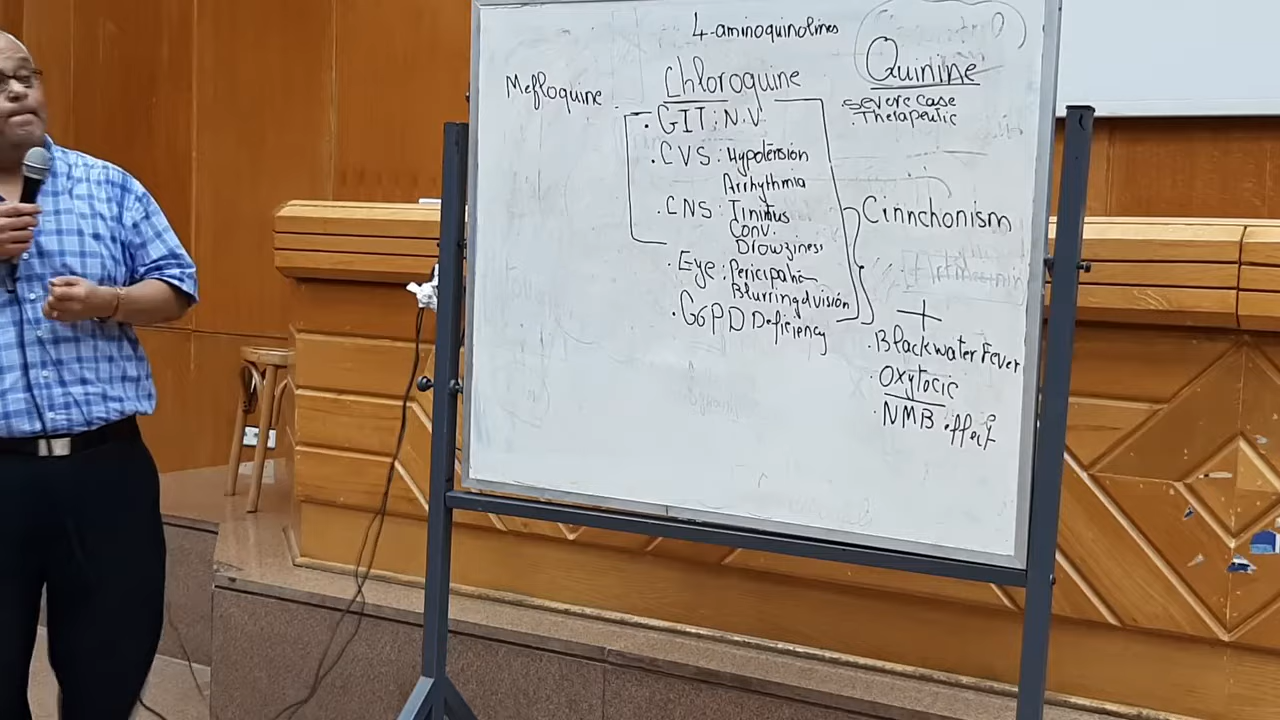 4-aminoquinolines
Mefloquine
Chloroquine
. GIT : N.V
. CVS : Hypotension
Arrhythmia
. CNS : Tinitus
Conv.
Drowziness
. Eye :
Blurring of vision
. G6PD Deficiency
Quinine
. severe case
. Therapeutic
Cinnchonism
+
. Blackwater Fever
. Oxytocic
. NMB effect